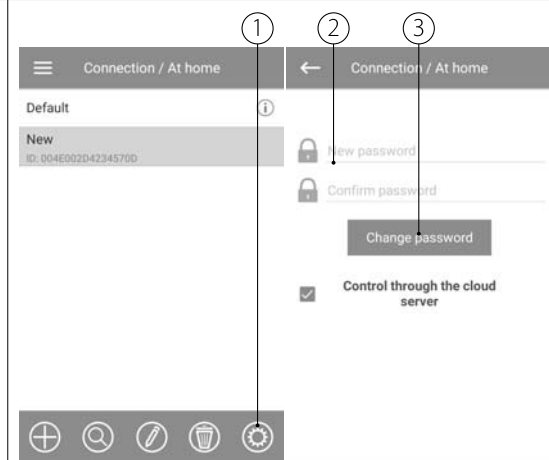 1 2 3
Connection / At home
Default
New
ID: 004E002D4234570D
Connection / At home
New password
Confirm password
Change password
Control through the cloud
server